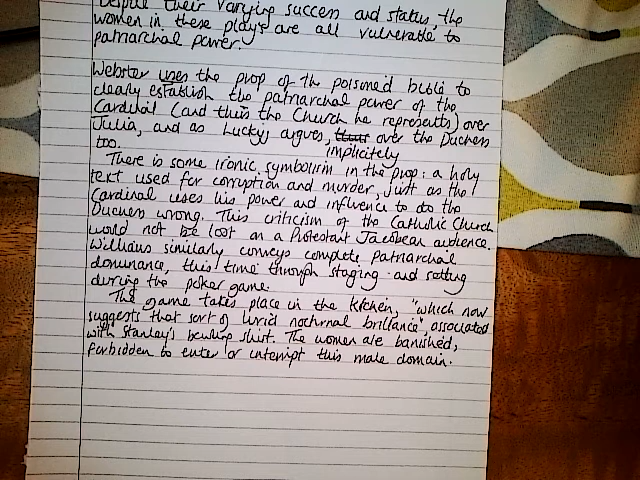 Despite their varying success and status the
women in these plays are all vulnerable to
patriarchal power.
Webster uses the prop of the poisoned bible to
clearly establish the patriarchal power of the
Cardinal (and thus the Church he represents) over
Julia, and as Luckyj argues, over the Duchess
implicitely
too.
There is some ironic symbolism in the prop: a holy
text used for corruption and murder, just as the
Cardinal uses his power and influence to do the
Duchess wrong. This criticism of the Catholic Church
would not be lost on a Protestant Jacobean audience.
Williams similarly conveys complete patriarchal
dominance, this time through staging and setting
during the poker game.
The game takes place in the kitchen, "which now
suggests that sort of lurid nocturnal brillance", associated
with Stanley's bowling shirt. The women are banished,
forbidden to enter or interrupt this male domain.